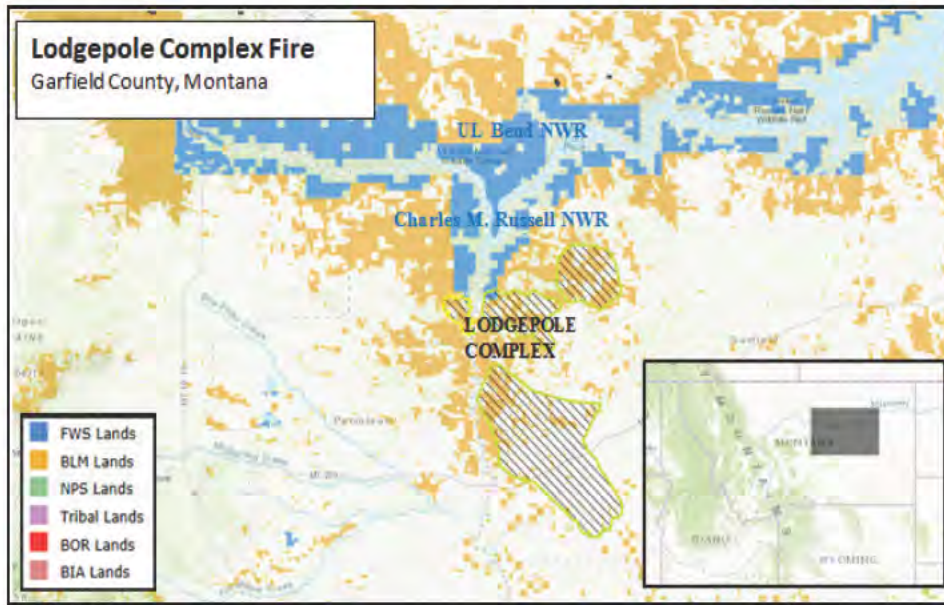 Lodgepole Complex Fire
Garfield County, Montana
UL Bend NWR
Charles M. Russell NWR
LODGEPOLE
COMPLEX
FWS Lands
BLM Lands
NPS Lands
Tribal Lands
BOR Lands
BIA Lands
MONTANA
IDAHO
WYOMING